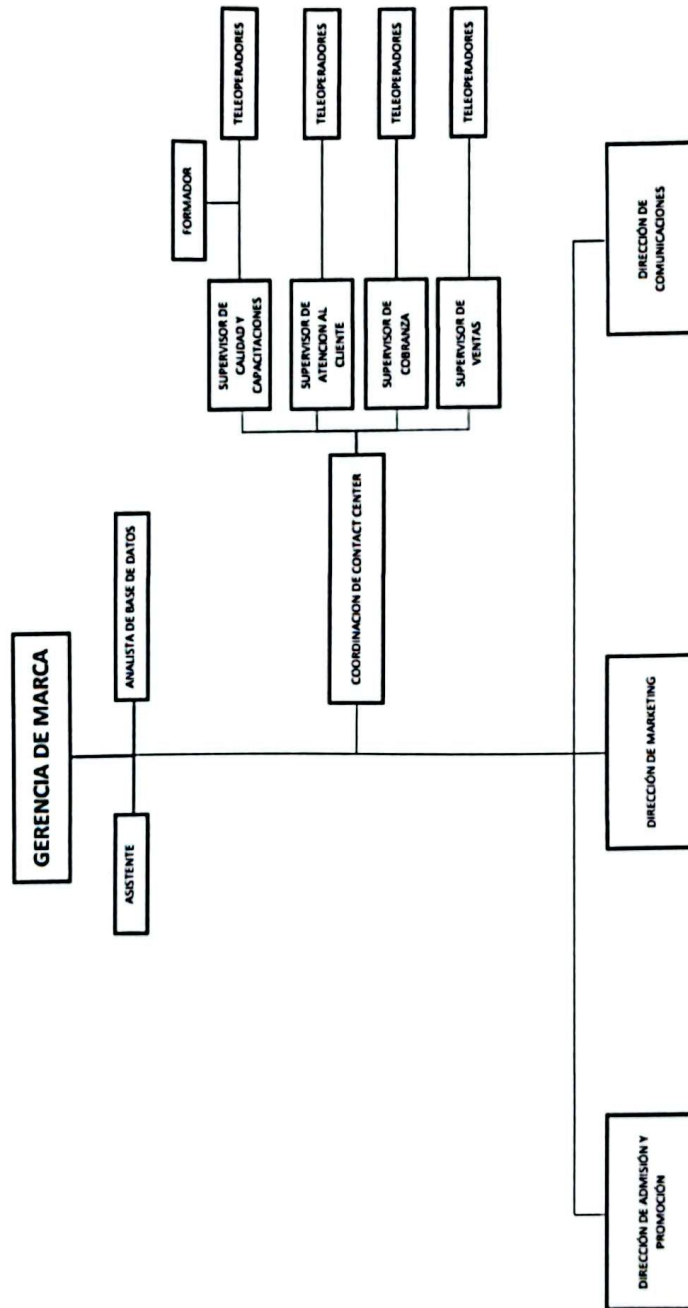 GERENCIA DE MARCA
ASISTENTE
ANALISTA DE BASE DE DATOS
COORDINACION DE CONTACT CENTER
SUPERVISOR DE
CALIDAD Y
CAPACITACIONES
FORMADOR
TELEOPERADORES
SUPERVISOR DE
ATENCION AL
CLIENTE
TELEOPERADORES
SUPERVISOR DE
COBRANZA
TELEOPERADORES
SUPERVISOR DE
VENTAS
TELEOPERADORES
DIRECCIÓN DE ADMISIÓN Y
PROMOCIÓN
DIRECCIÓN DE MARKETING
DIRECCIÓN DE
COMUNICACIONES